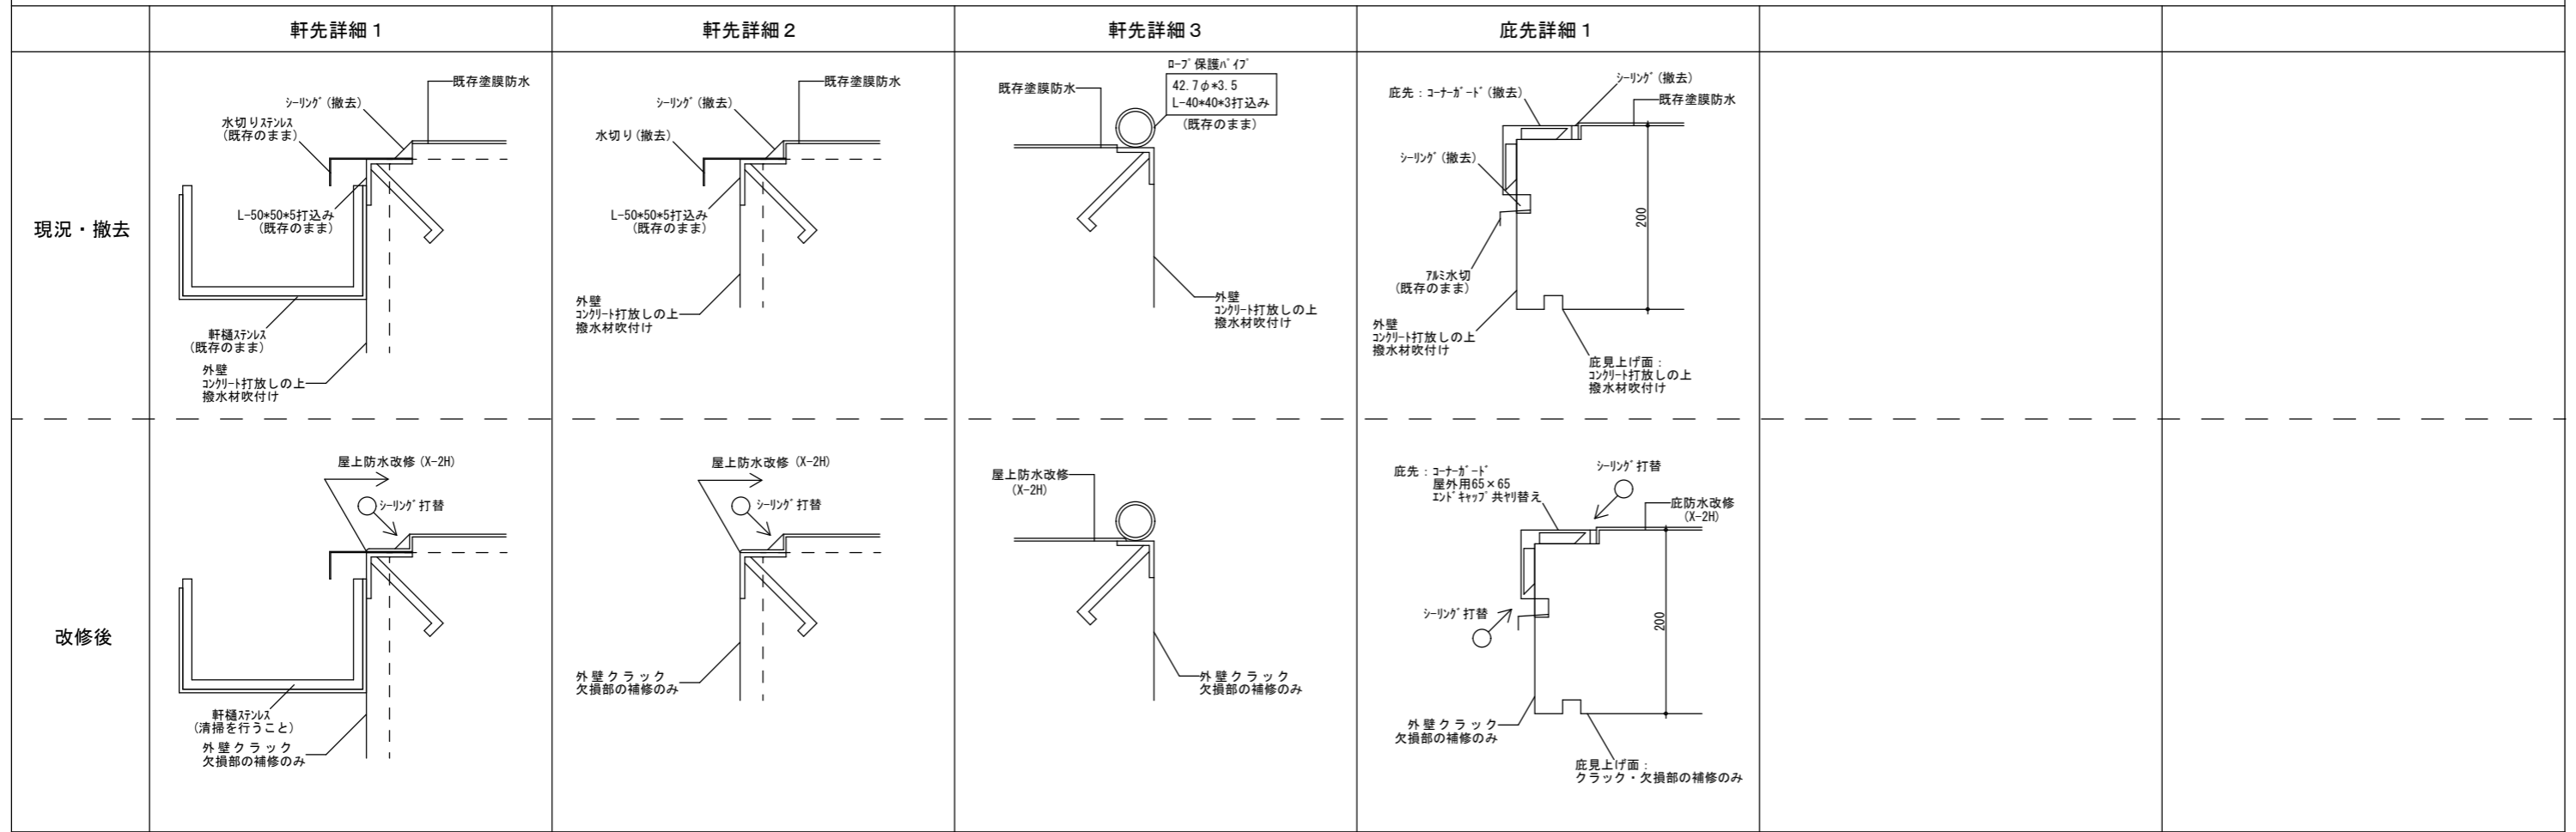 軒先詳細１
軒先詳細２
軒先詳細３
庇先詳細１
現況・撤去
既存塗膜防水
ｼｰﾘﾝｸﾞ(撤去)
水切りｽﾃﾝﾚｽ
(既存のまま)
L-50*50*5打込み
(既存のまま)
軒樋ｽﾃﾝﾚｽ
(既存のまま)
外壁
ｺﾝｸﾘｰﾄ打放しの上
撥水材吹付け
既存塗膜防水
ｼｰﾘﾝｸﾞ(撤去)
水切り(撤去)
L-50*50*5打込み
(既存のまま)
外壁
ｺﾝｸﾘｰﾄ打放しの上
撥水材吹付け
ﾛｰﾌﾟ保護ﾊﾟｲﾌﾟ
42.7φ*3.5
L-40*40*3打込み
(既存のまま)
既存塗膜防水
外壁
ｺﾝｸﾘｰﾄ打放しの上
撥水材吹付け
ｼｰﾘﾝｸﾞ(撤去)
庇先：ｺｰﾅｰｶﾞｰﾄﾞ(撤去)
既存塗膜防水
ｼｰﾘﾝｸﾞ(撤去)
200
ｱﾙﾐ水切
(既存のまま)
外壁
ｺﾝｸﾘｰﾄ打放しの上
撥水材吹付け
庇見上げ面：
ｺﾝｸﾘｰﾄ打放しの上
撥水材吹付け
改修後
屋上防水改修(X-2H)
ｼｰﾘﾝｸﾞ打替
軒樋ｽﾃﾝﾚｽ
(清掃を行うこと)
外壁クラック
欠損部の補修のみ
屋上防水改修(X-2H)
ｼｰﾘﾝｸﾞ打替
外壁クラック
欠損部の補修のみ
屋上防水改修
(X-2H)
外壁クラック
欠損部の補修のみ
庇先：ｺｰﾅｰｶﾞｰﾄﾞ
屋外用65×65
ｴﾝﾄﾞｷｬｯﾌﾟ共ﾔﾘ替え
ｼｰﾘﾝｸﾞ打替
庇防水改修
(X-2H)
ｼｰﾘﾝｸﾞ打替
200
外壁クラック
欠損部の補修のみ
庇見上げ面：
クラック・欠損部の補修のみ